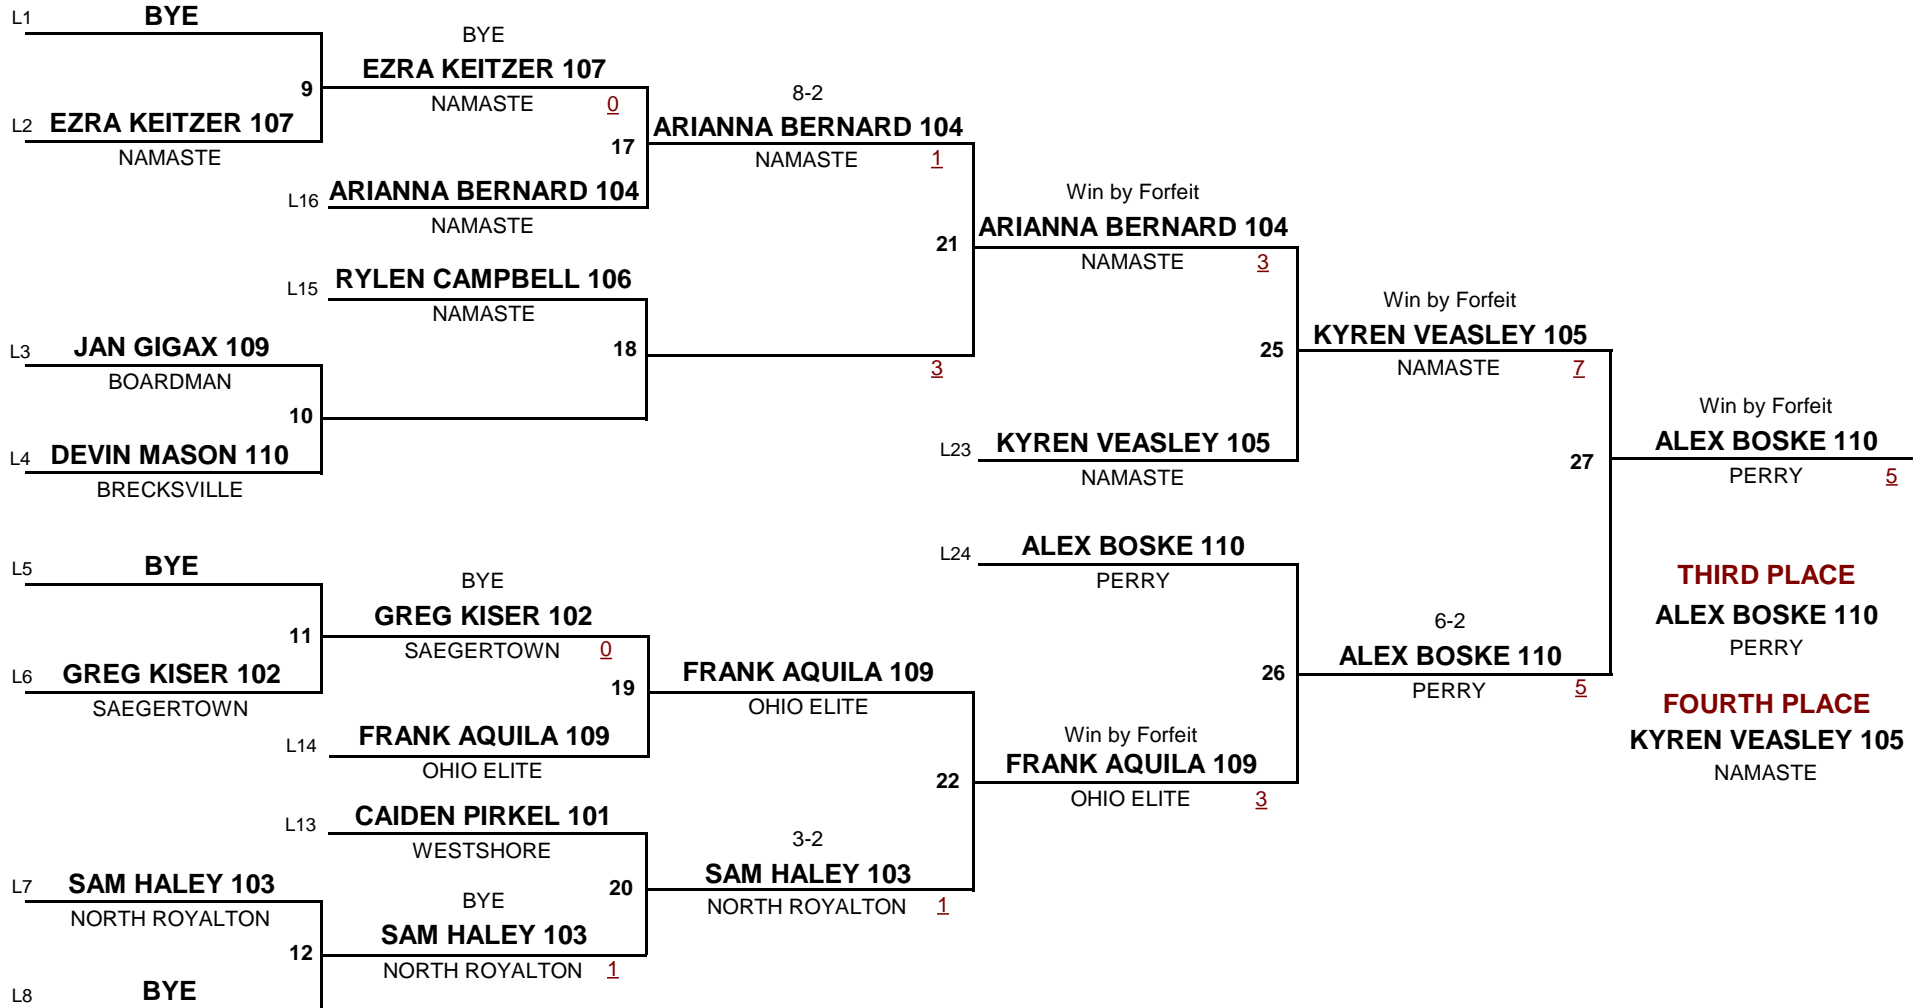 L1 BYE
BYE
EZRA KEITZER 107
9
NAMASTE 0
L2 EZRA KEITZER 107
NAMASTE
8-2
ARIANNA BERNARD 104
17
NAMASTE 1
L16 ARIANNA BERNARD 104
NAMASTE
Win by Forfeit
ARIANNA BERNARD 104
21
NAMASTE 3
L15 RYLEN CAMPBELL 106
NAMASTE
L3 JAN GIGAX 109
BOARDMAN
18
3
10
L4 DEVIN MASON 110
BRECKSVILLE
Win by Forfeit
KYREN VEASLEY 105
25
NAMASTE 7
L23 KYREN VEASLEY 105
NAMASTE
Win by Forfeit
ALEX BOSKE 110
27
PERRY 5
L24 ALEX BOSKE 110
PERRY
L5 BYE
BYE
GREG KISER 102
11
SAEGERTOWN 0
L6 GREG KISER 102
SAEGERTOWN
19
FRANK AQUILA 109
OHIO ELITE
L14 FRANK AQUILA 109
OHIO ELITE
6-2
ALEX BOSKE 110
26
PERRY 5
THIRD PLACE
ALEX BOSKE 110
PERRY
FOURTH PLACE
KYREN VEASLEY 105
NAMASTE
Win by Forfeit
FRANK AQUILA 109
22
OHIO ELITE 3
L13 CAIDEN PIRKEL 101
WESTSHORE
3-2
SAM HALEY 103
20
NORTH ROYALTON 1
L7 SAM HALEY 103
NORTH ROYALTON
BYE
SAM HALEY 103
12
NORTH ROYALTON 1
L8 BYE